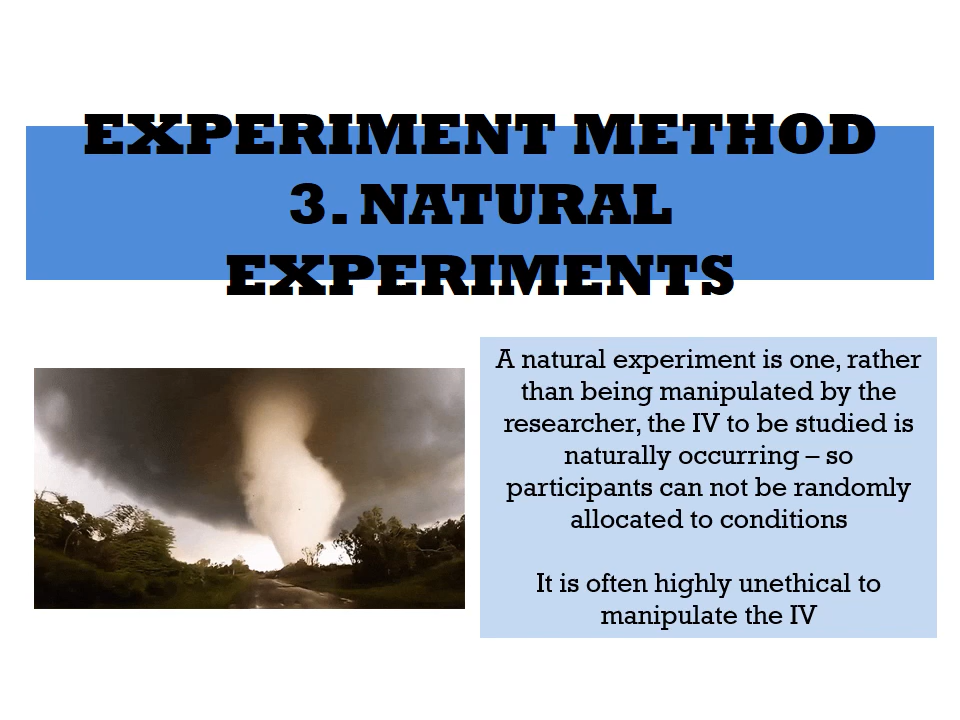 EXPERIMENT METHOD
3. NATURAL
EXPERIMENTS
A natural experiment is one, rather
than being manipulated by the
researcher, the IV to be studied is
naturally occurring – so
participants can not be randomly
allocated to conditions
It is often highly unethical to
manipulate the IV